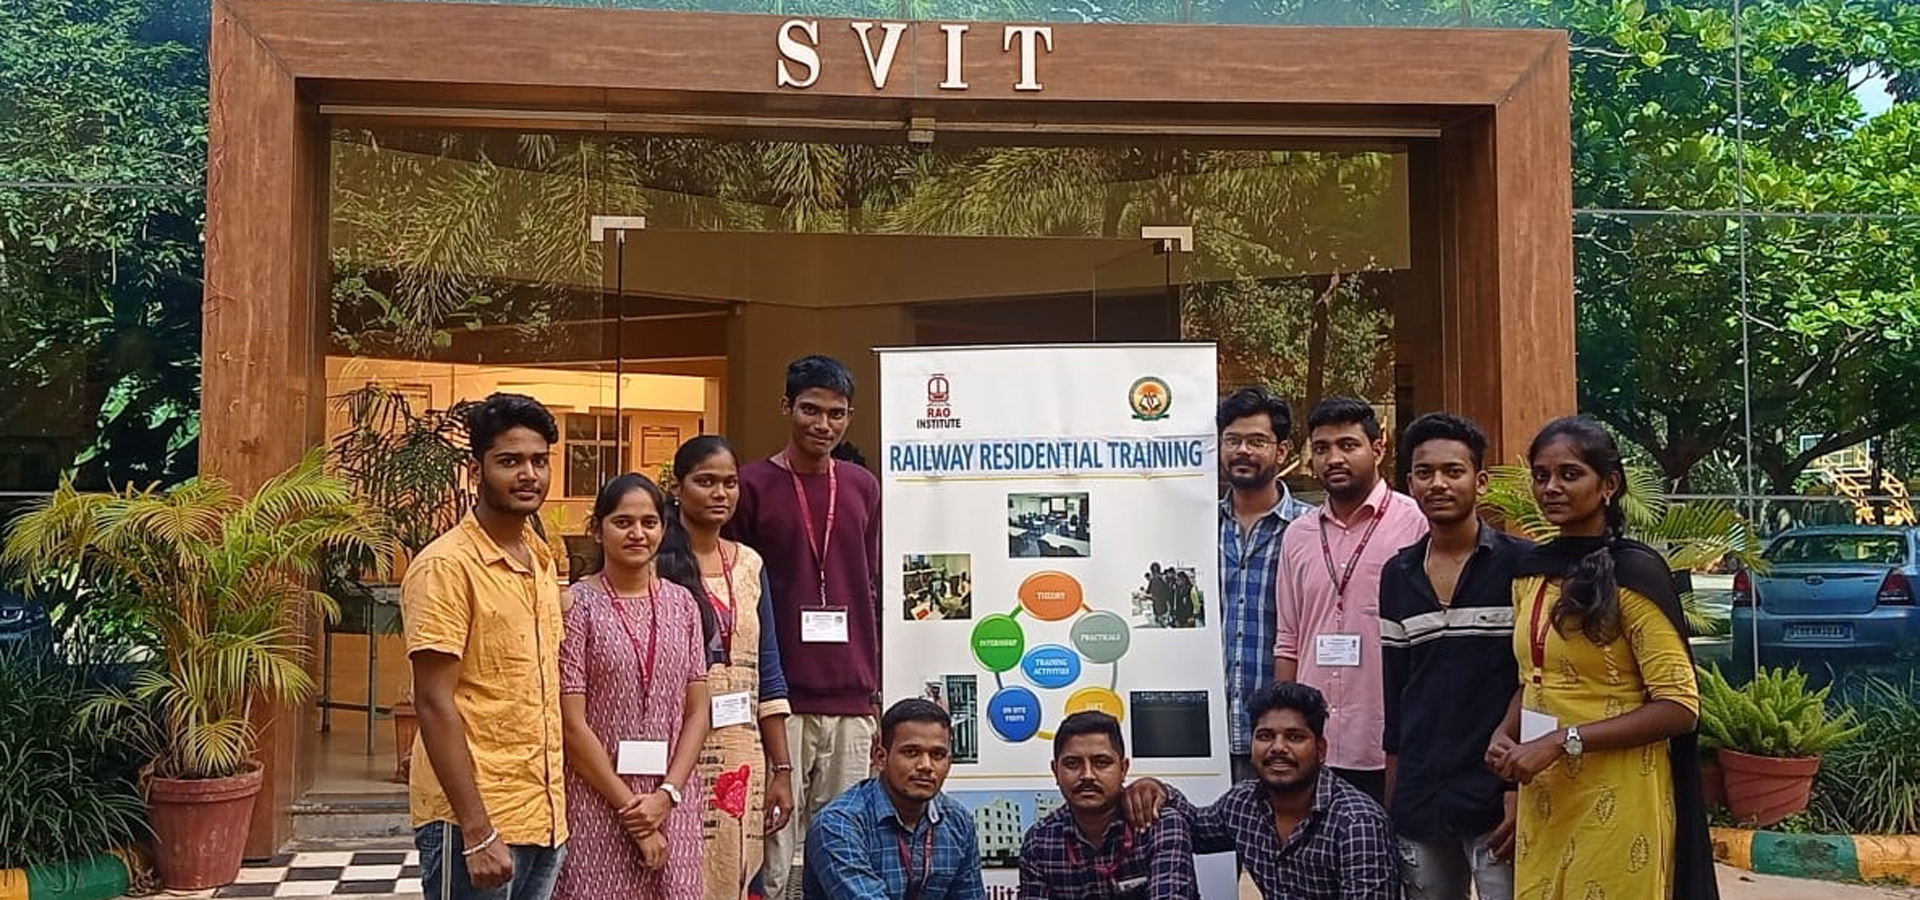 SVIT
RAO
INSTITUTE
RAILWAY RESIDENTIAL TRAINING
THEORY
INTERNSHIP
PRACTICALS
TRAINING
ACTIVITIES
ON SITE
VISITS